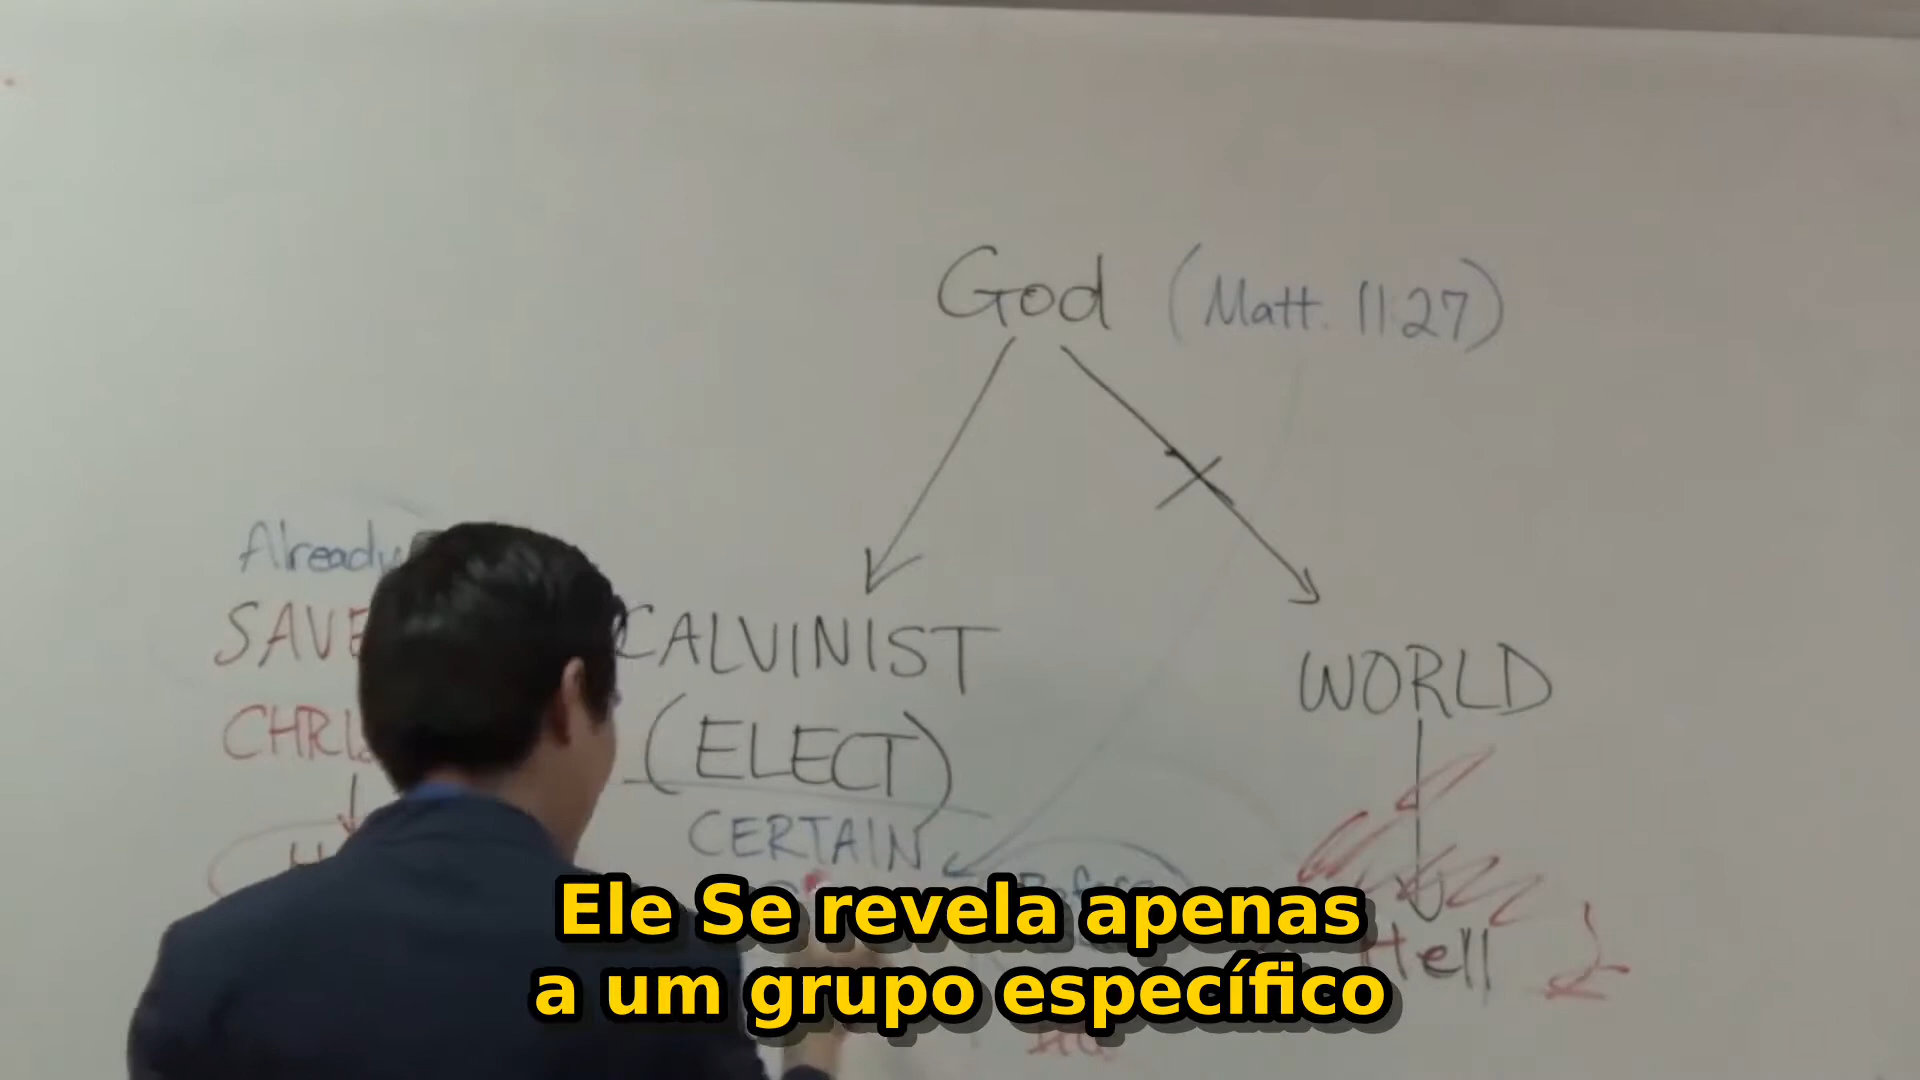 God (Matt. 11:27)
Already
SAVE
CALVINIST
WORLD
CHRIS
(ELECT)
CERTAIN
Hell
Ele Se revela apenas
a um grupo específico